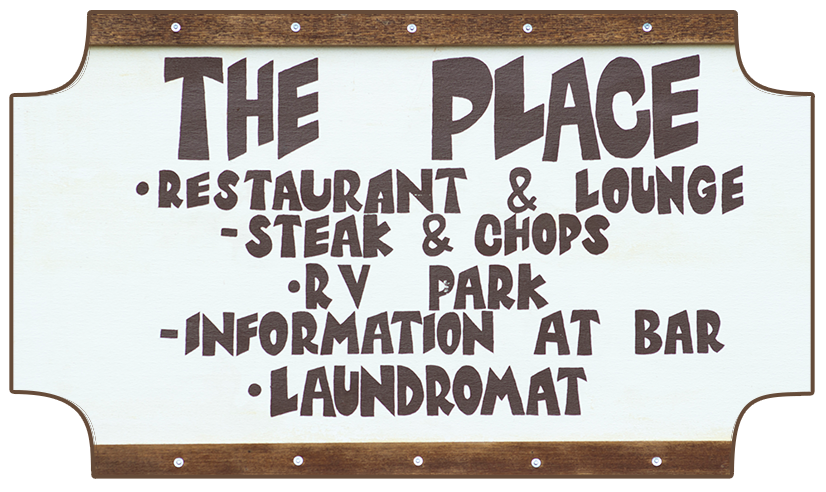 THE PLACE
•RESTAURANT & LOUNGE
-STEAK & CHOPS
•RV PARK
-INFORMATION AT BAR
•LAUNDROMAT